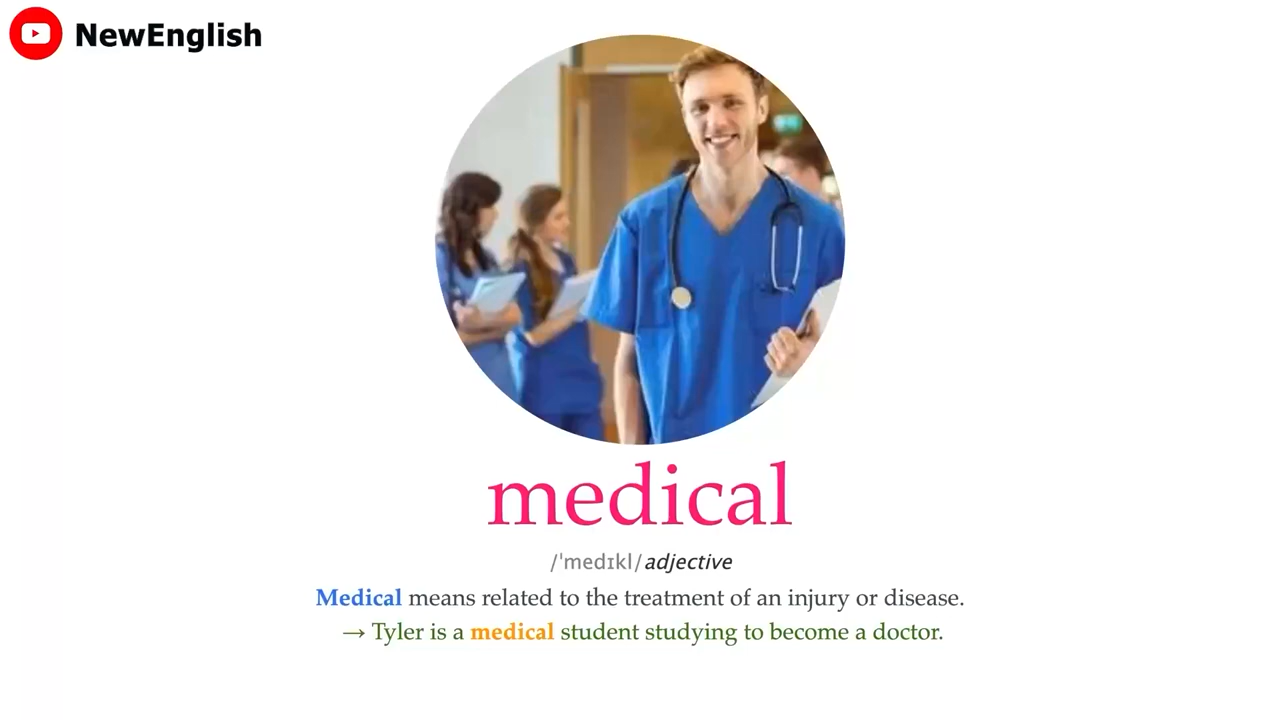 NewEnglish
medical
/ˈmedɪkl/adjective
Medical means related to the treatment of an injury or disease.
→ Tyler is a medical student studying to become a doctor.